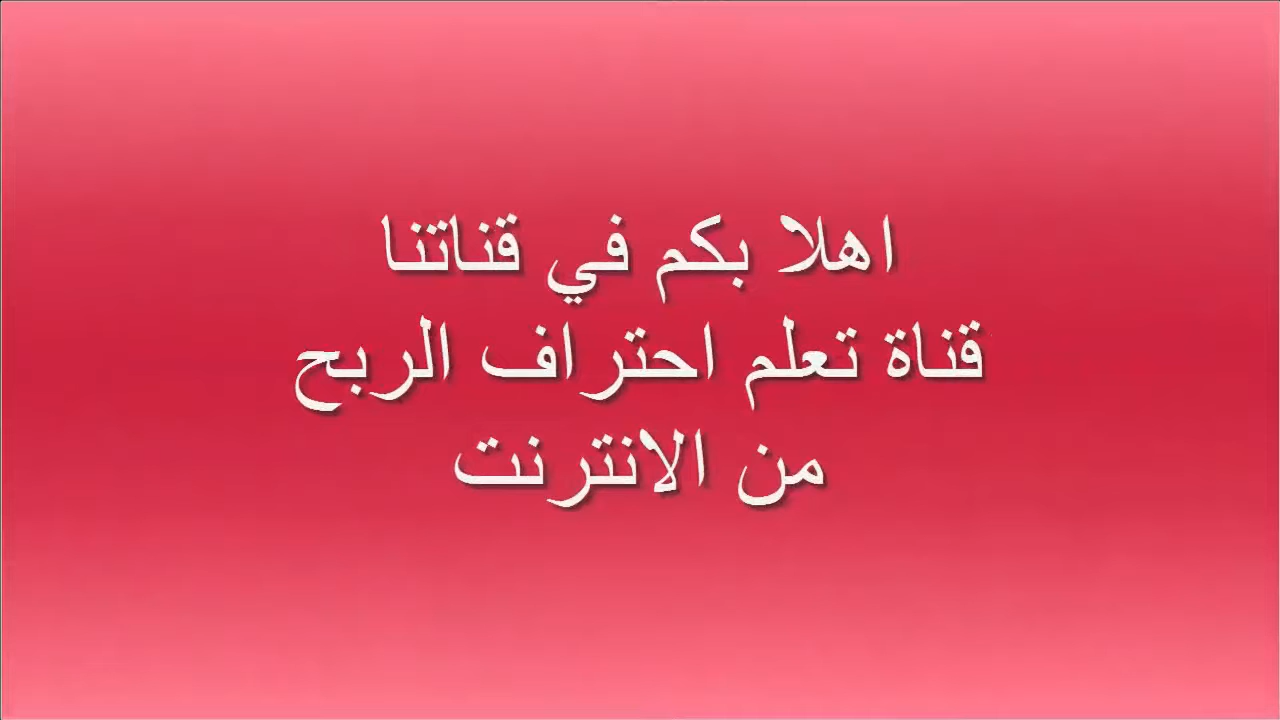 اهلا بكم في قناتنا
قناة تعلم احتراف الربح
من الانترنت